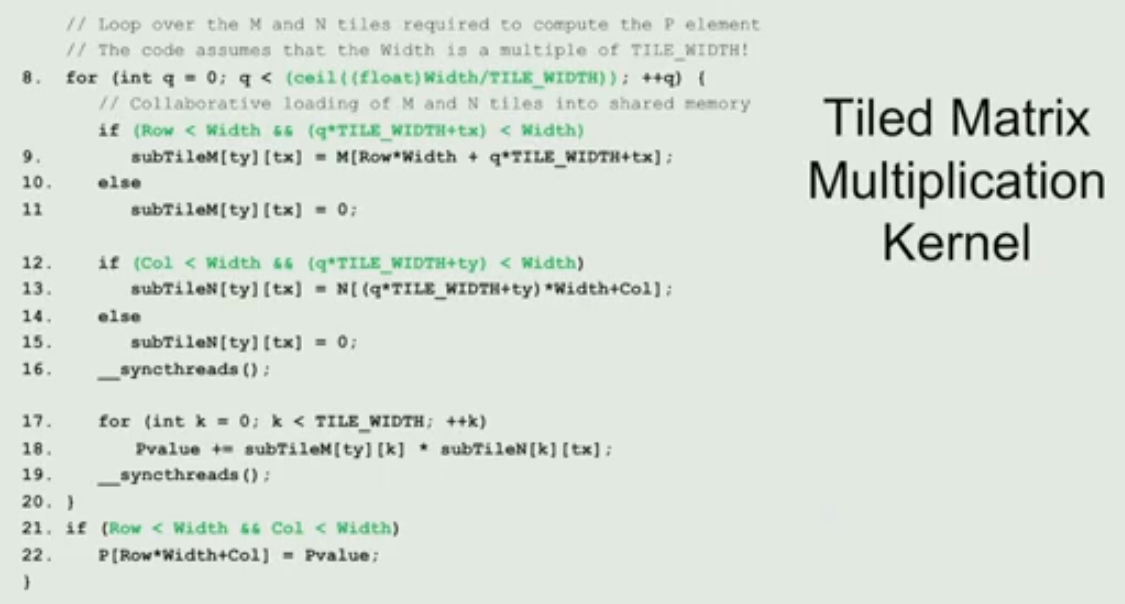 // Loop over the M and N tiles required to compute the P element
// The code assumes that the Width is a multiple of TILE_WIDTH!
8. for (int q = 0; q < (ceil((float)Width/TILE_WIDTH)); ++q) {
// Collaborative loading of M and N tiles into shared memory
if (Row < Width && (q*TILE_WIDTH+tx) < Width)
9. subTileM[ty][tx] = M[Row*Width + q*TILE_WIDTH+tx];
10. else
11 subTileM[ty][tx] = 0;
12. if (Col < Width && (q*TILE_WIDTH+ty) < Width)
13. subTileN[ty][tx] = N[(q*TILE_WIDTH+ty)*Width+Col];
14. else
15. subTileN[ty][tx] = 0;
16. __syncthreads();
17. for (int k = 0; k < TILE_WIDTH; ++k)
18. Pvalue += subTileM[ty][k] * subTileN[k][tx];
19. __syncthreads();
20. }
21. if (Row < Width && Col < Width)
22. P[Row*Width+Col] = Pvalue;
}
Tiled Matrix
Multiplication
Kernel